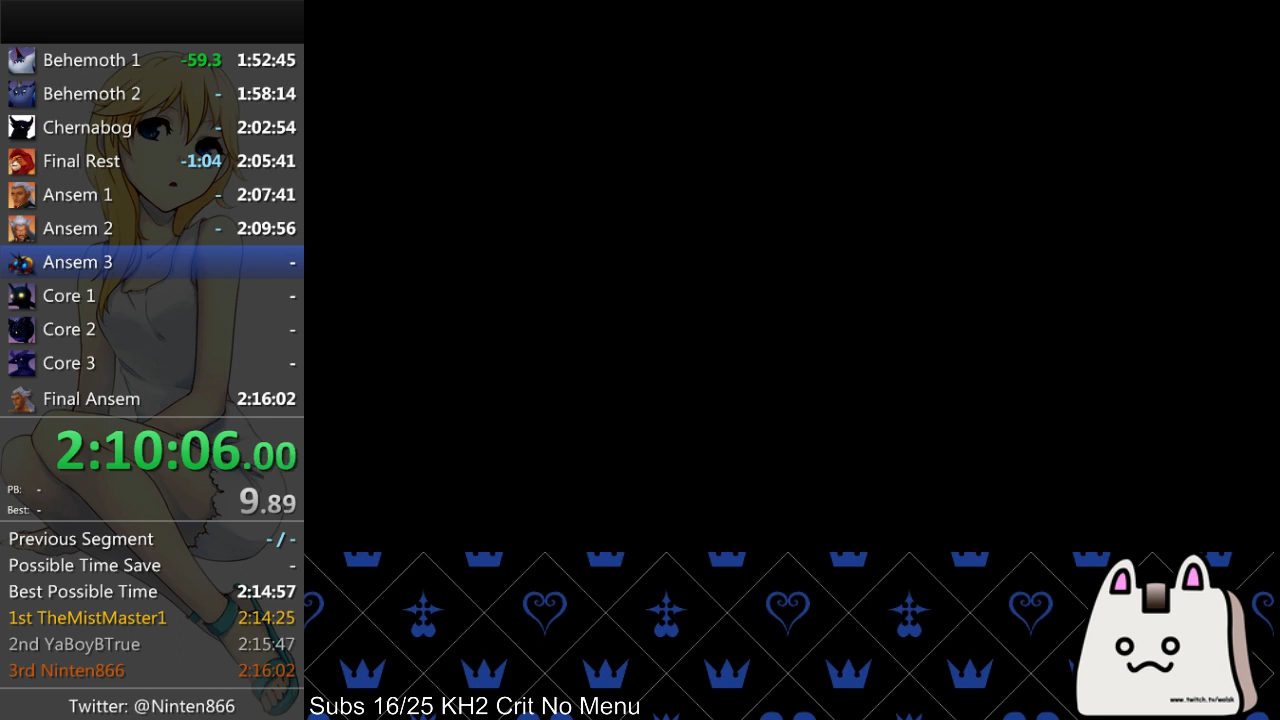 Behemoth 1 -59.3 1:52:45
Behemoth 2 - 1:58:14
Chernabog - 2:02:54
Final Rest -1:04 2:05:41
Ansem 1 - 2:07:41
Ansem 2 - 2:09:56
Ansem 3 -
Core 1 -
Core 2 -
Core 3 -
Final Ansem 2:16:02
2:10:06.00
PB: -
Best: -
9.89
Previous Segment - / -
Possible Time Save -
Best Possible Time 2:14:57
1st TheMistMaster1 2:14:25
2nd YaBoyBTrue 2:15:47
3rd Ninten866 2:16:02
Twitter: @Ninten866
Subs 16/25 KH2 Crit No Menu
www.twitch.tv/wolsk